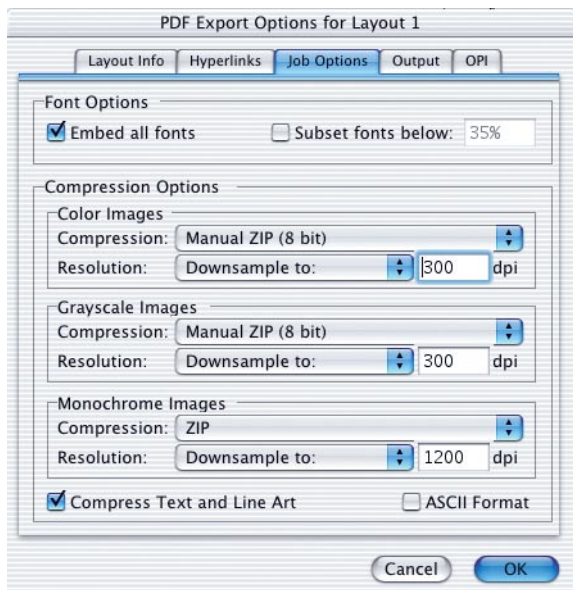 PDF Export Options for Layout 1
Layout Info Hyperlinks Job Options Output OPI
Font Options
Embed all fonts Subset fonts below: 35%
Compression Options
Color Images
Compression: Manual ZIP (8 bit)
Resolution: Downsample to: 300 dpi
Grayscale Images
Compression: Manual ZIP (8 bit)
Resolution: Downsample to: 300 dpi
Monochrome Images
Compression: ZIP
Resolution: Downsample to: 1200 dpi
Compress Text and Line Art ASCII Format
Cancel OK